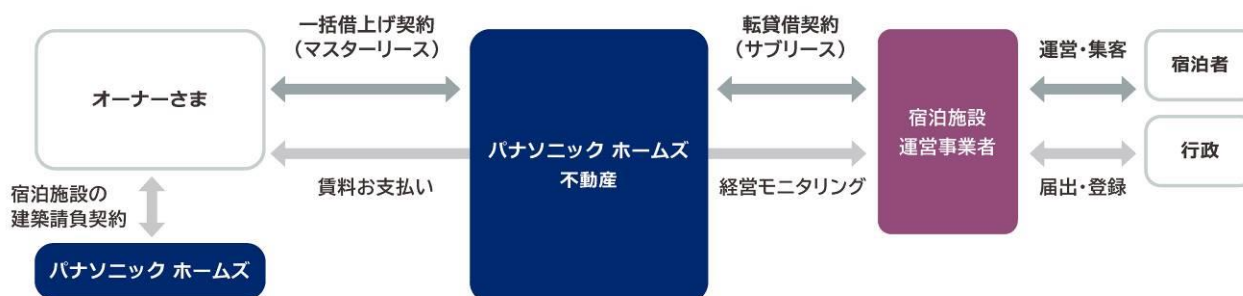 一括借上げ契約
(マスターリース)
転貸借契約
(サブリース)
運営・集客
宿泊者
オーナーさま
パナソニック ホームズ
不動産
宿泊施設
運営事業者
行政
賃料お支払い
経営モニタリング
届出・登録
宿泊施設の
建築請負契約
パナソニック ホームズ